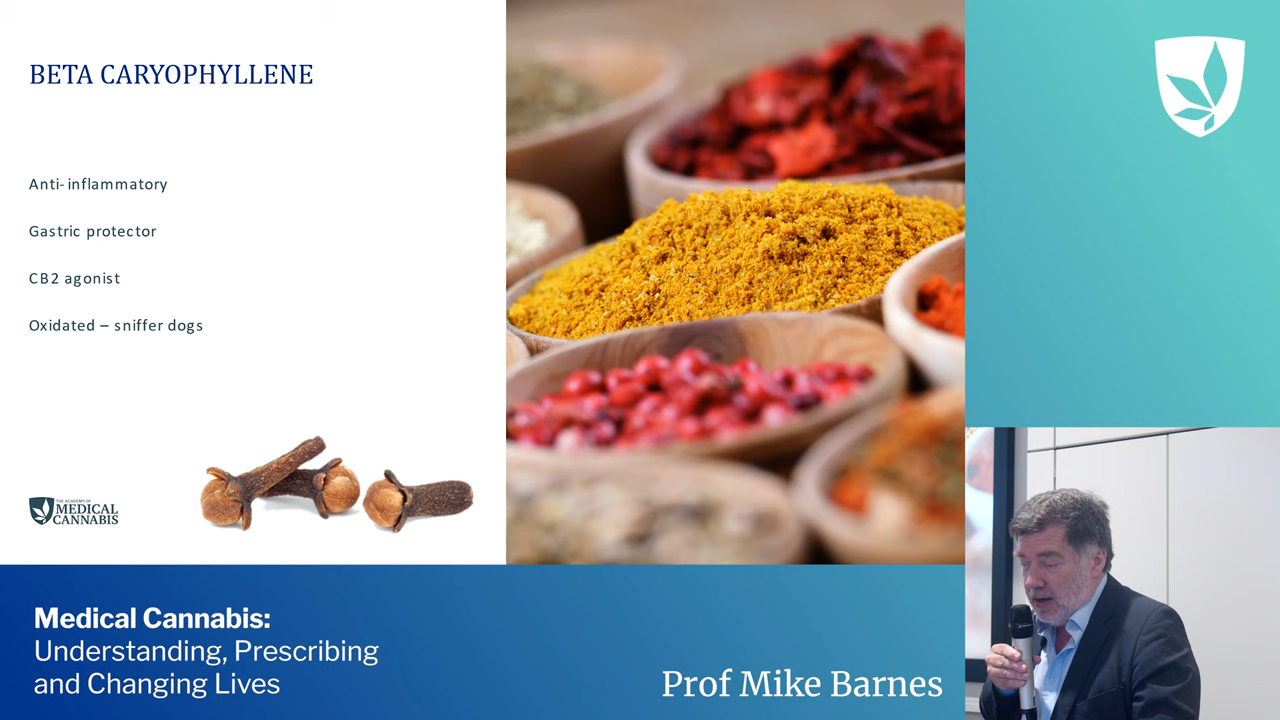 BETA CARYOPHYLLENE
Anti-inflammatory
Gastric protector
CB2 agonist
Oxidated – sniffer dogs
THE ACADEMY OF
MEDICAL
CANNABIS
Medical Cannabis:
Understanding, Prescribing
and Changing Lives
Prof Mike Barnes